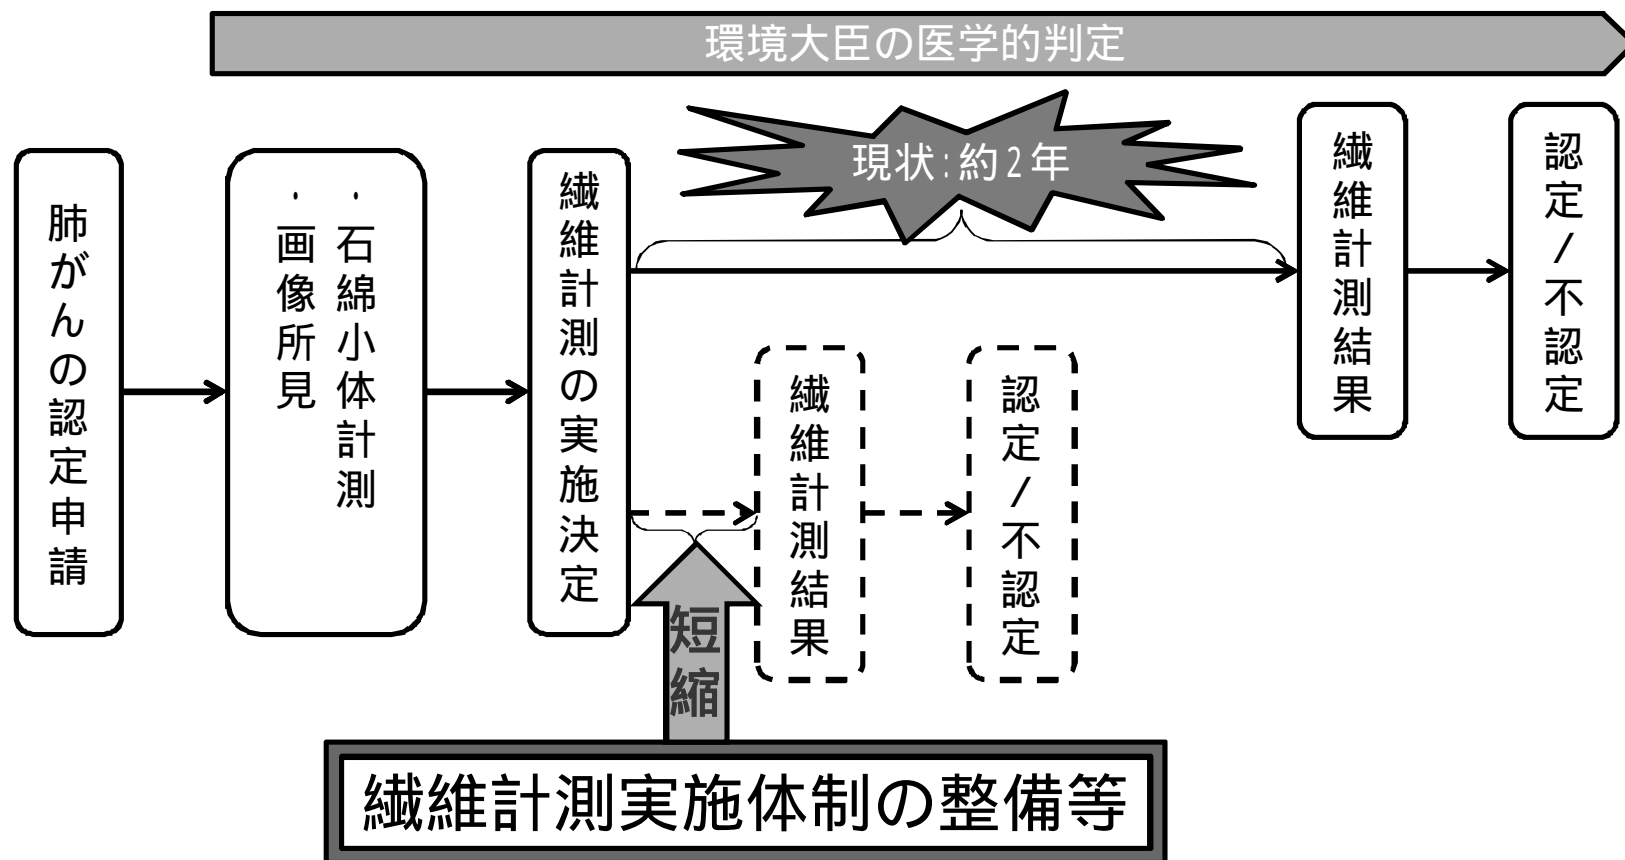 環境大臣の医学的判定
肺がんの認定申請
・石綿小体計測
・画像所見
繊維計測の実施決定
現状:約2年
繊維計測結果
認定/不認定
繊維計測結果
認定/不認定
短縮
繊維計測実施体制の整備等